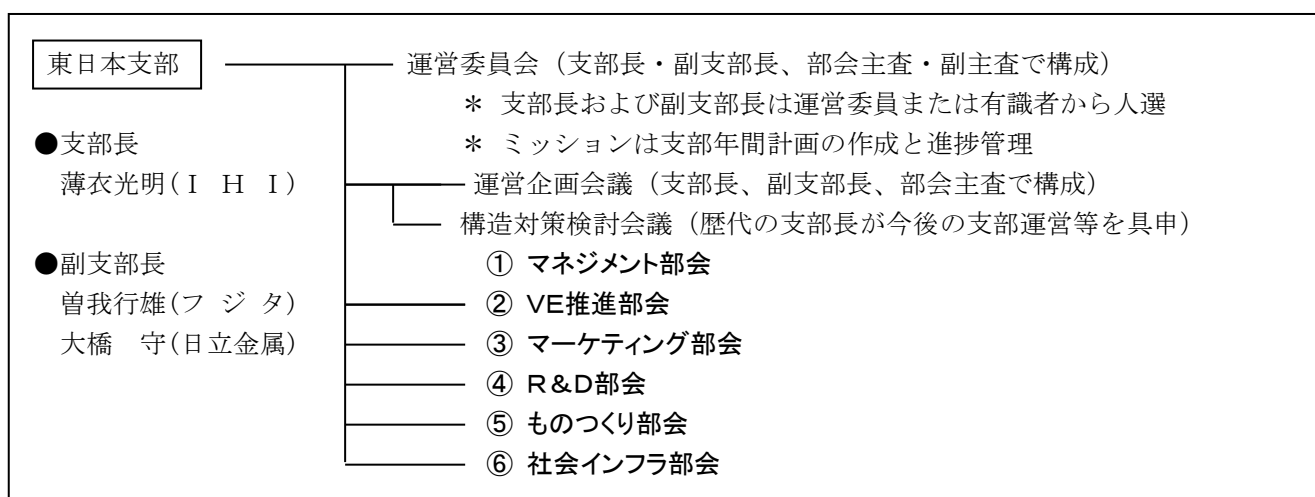 東日本支部 運営委員会（支部長・副支部長、部会主査・副主査で構成）
＊ 支部長および副支部長は運営委員または有識者から人選
●支部長 ＊ ミッションは支部年間計画の作成と進捗管理
薄衣光明(ＩＨＩ) 運営企画会議（支部長、副支部長、部会主査で構成）
構造対策検討会議（歴代の支部長が今後の支部運営等を具申）
●副支部長 ① マネジメント部会
曽我行雄(フジタ) ② VE推進部会
大橋　守(日立金属) ③ マーケティング部会
④ R＆D部会
⑤ ものつくり部会
⑥ 社会インフラ部会